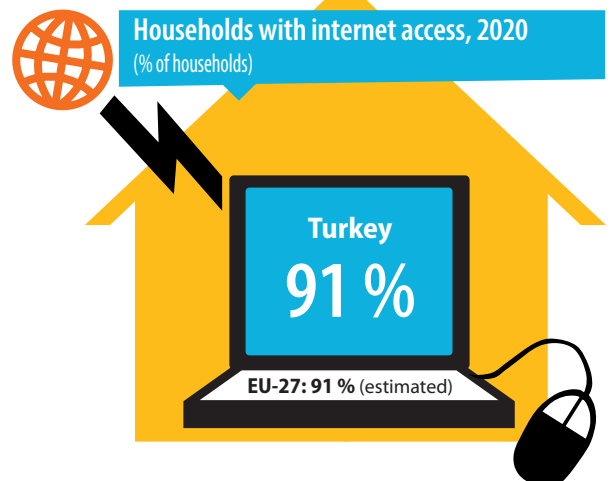 Households with internet access, 2020
(% of households)
Turkey
91 %
EU-27: 91 % (estimated)